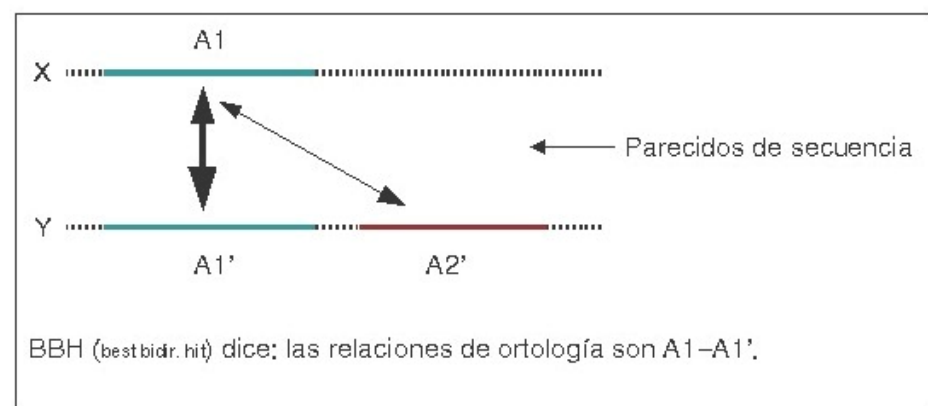 A1
X
Parecidos de secuencia
Y
A1'
A2'
BBH (best bidir. hit) dice: las relaciones de ortología son A1–A1'.